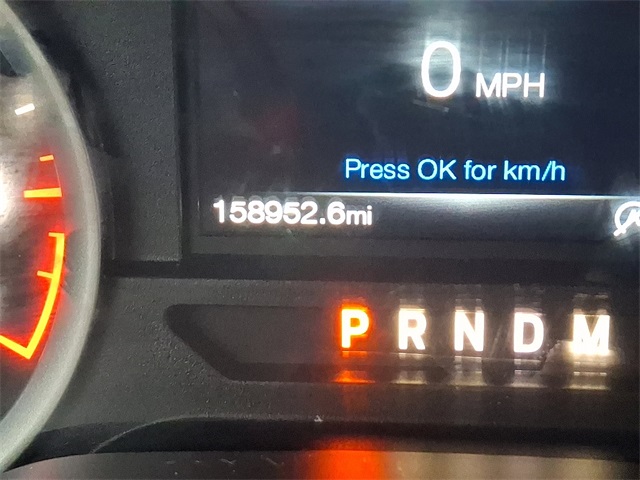 0 MPH
Press OK for km/h
158952.6mi
P R N D M